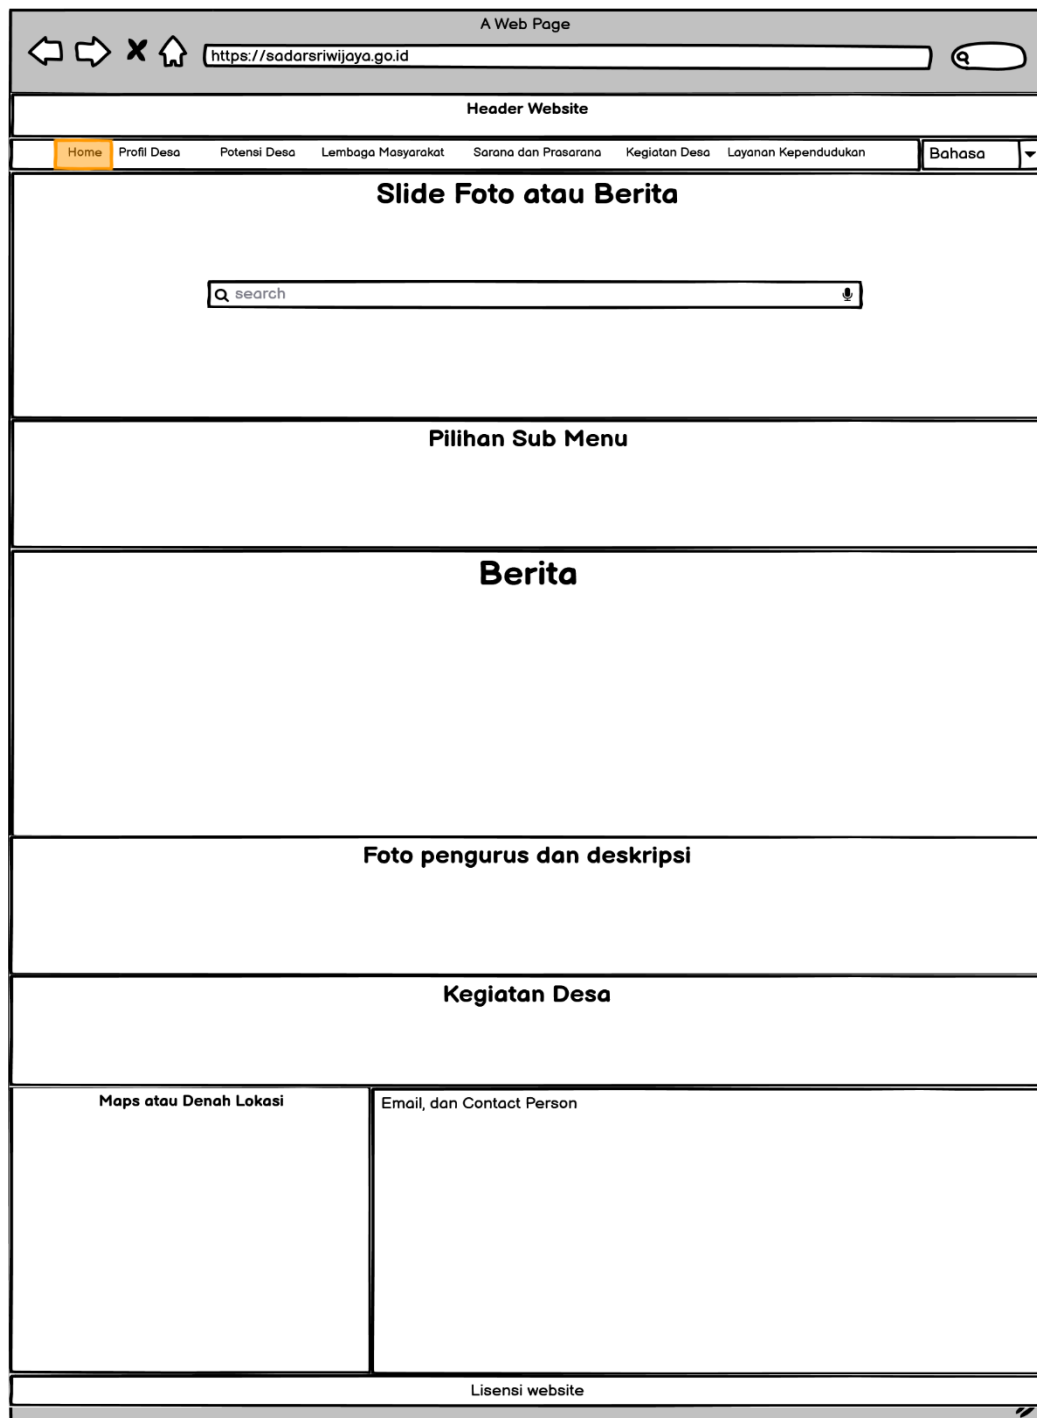 A Web Page
https://sadarsriwijaya.go.id
Header Website
Home Profil Desa Potensi Desa Lembaga Masyarakat Sarana dan Prasarana Kegiatan Desa Layanan Kependudukan Bahasa
Slide Foto atau Berita
search
Pilihan Sub Menu
Berita
Foto pengurus dan deskripsi
Kegiatan Desa
Maps atau Denah Lokasi
Email, dan Contact Person
Lisensi website